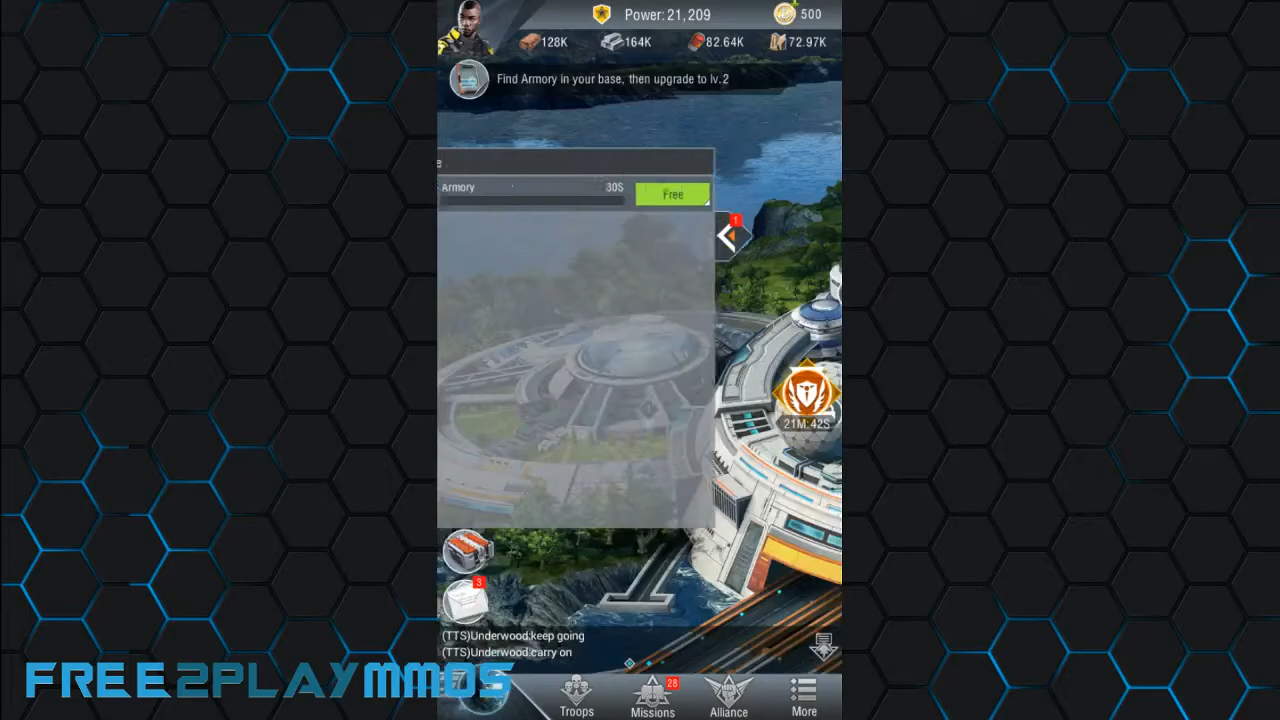 Power: 21,209
500
128K
164K
82.64K
72.97K
Find Armory in your base, then upgrade to lv.2
e
Armory
30S
Free
1
21M:42S
3
(TTS)Underwood:keep going
(TTS)Underwood:carry on
FREE2PLAYMMOS
28
Troops
Missions
Alliance
More